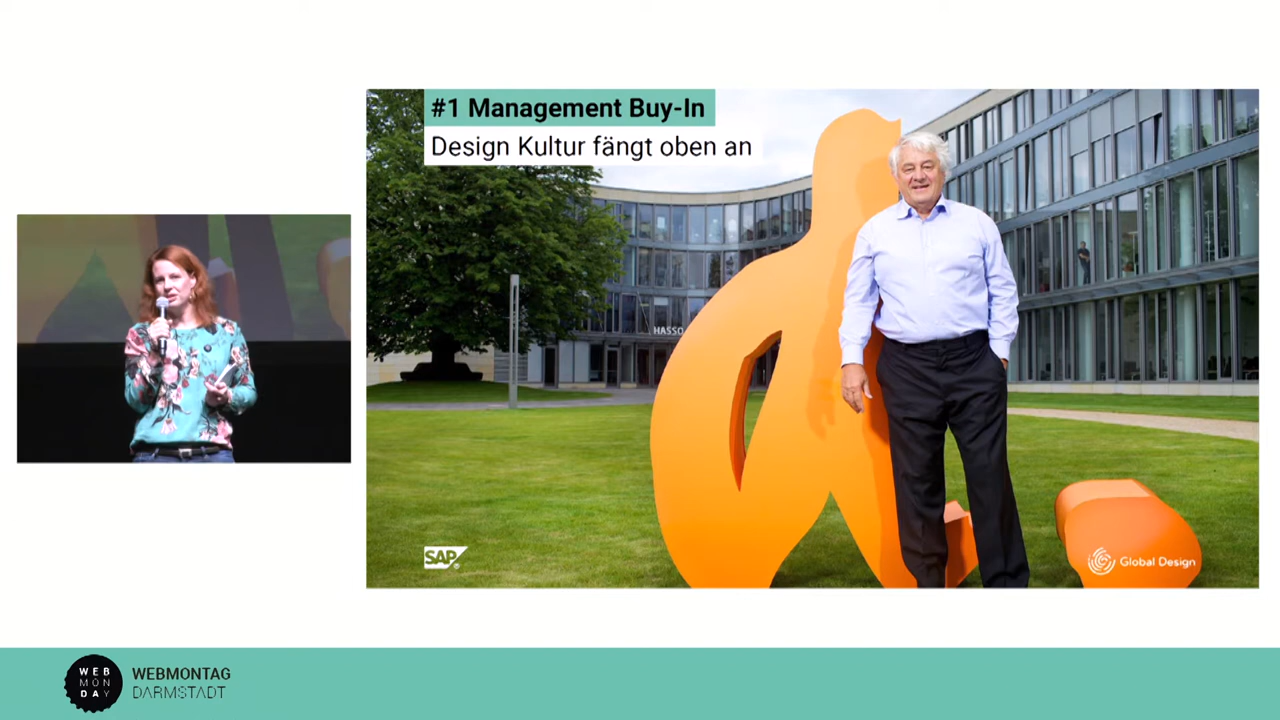 #1 Management Buy-In
Design Kultur fängt oben an
HASSO
SAP®
Global Design
WEB
MON
DAY
WEBMONTAG
DARMSTADT